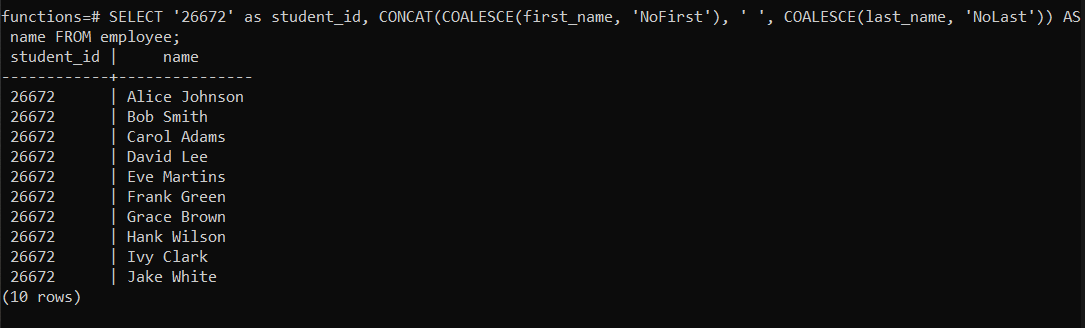 functions=# SELECT '26672' as student_id, CONCAT(COALESCE(first_name, 'NoFirst'), ' ', COALESCE(last_name, 'NoLast')) AS
 name FROM employee;
 student_id |     name
------------+---------------
 26672      | Alice Johnson
 26672      | Bob Smith
 26672      | Carol Adams
 26672      | David Lee
 26672      | Eve Martins
 26672      | Frank Green
 26672      | Grace Brown
 26672      | Hank Wilson
 26672      | Ivy Clark
 26672      | Jake White
(10 rows)